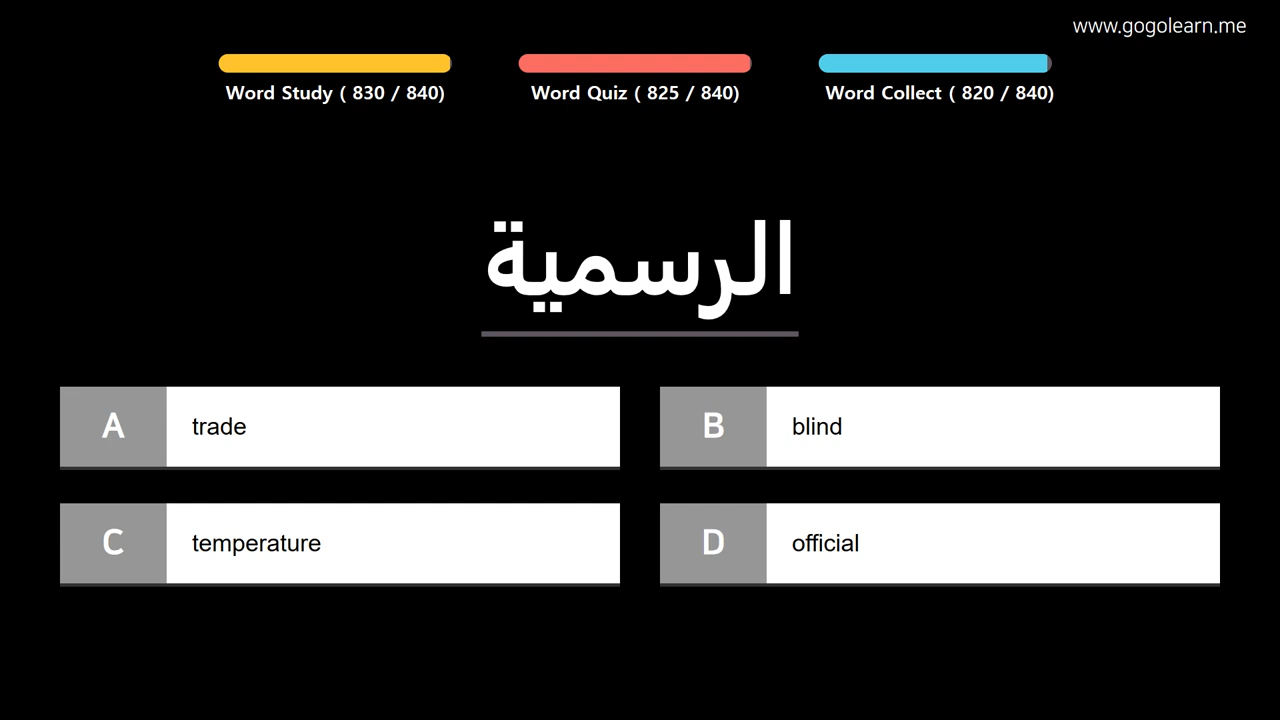 www.gogolearn.me
Word Study ( 830 / 840)
Word Quiz ( 825 / 840)
Word Collect ( 820 / 840)
الرسمية
A trade
B blind
C temperature
D official